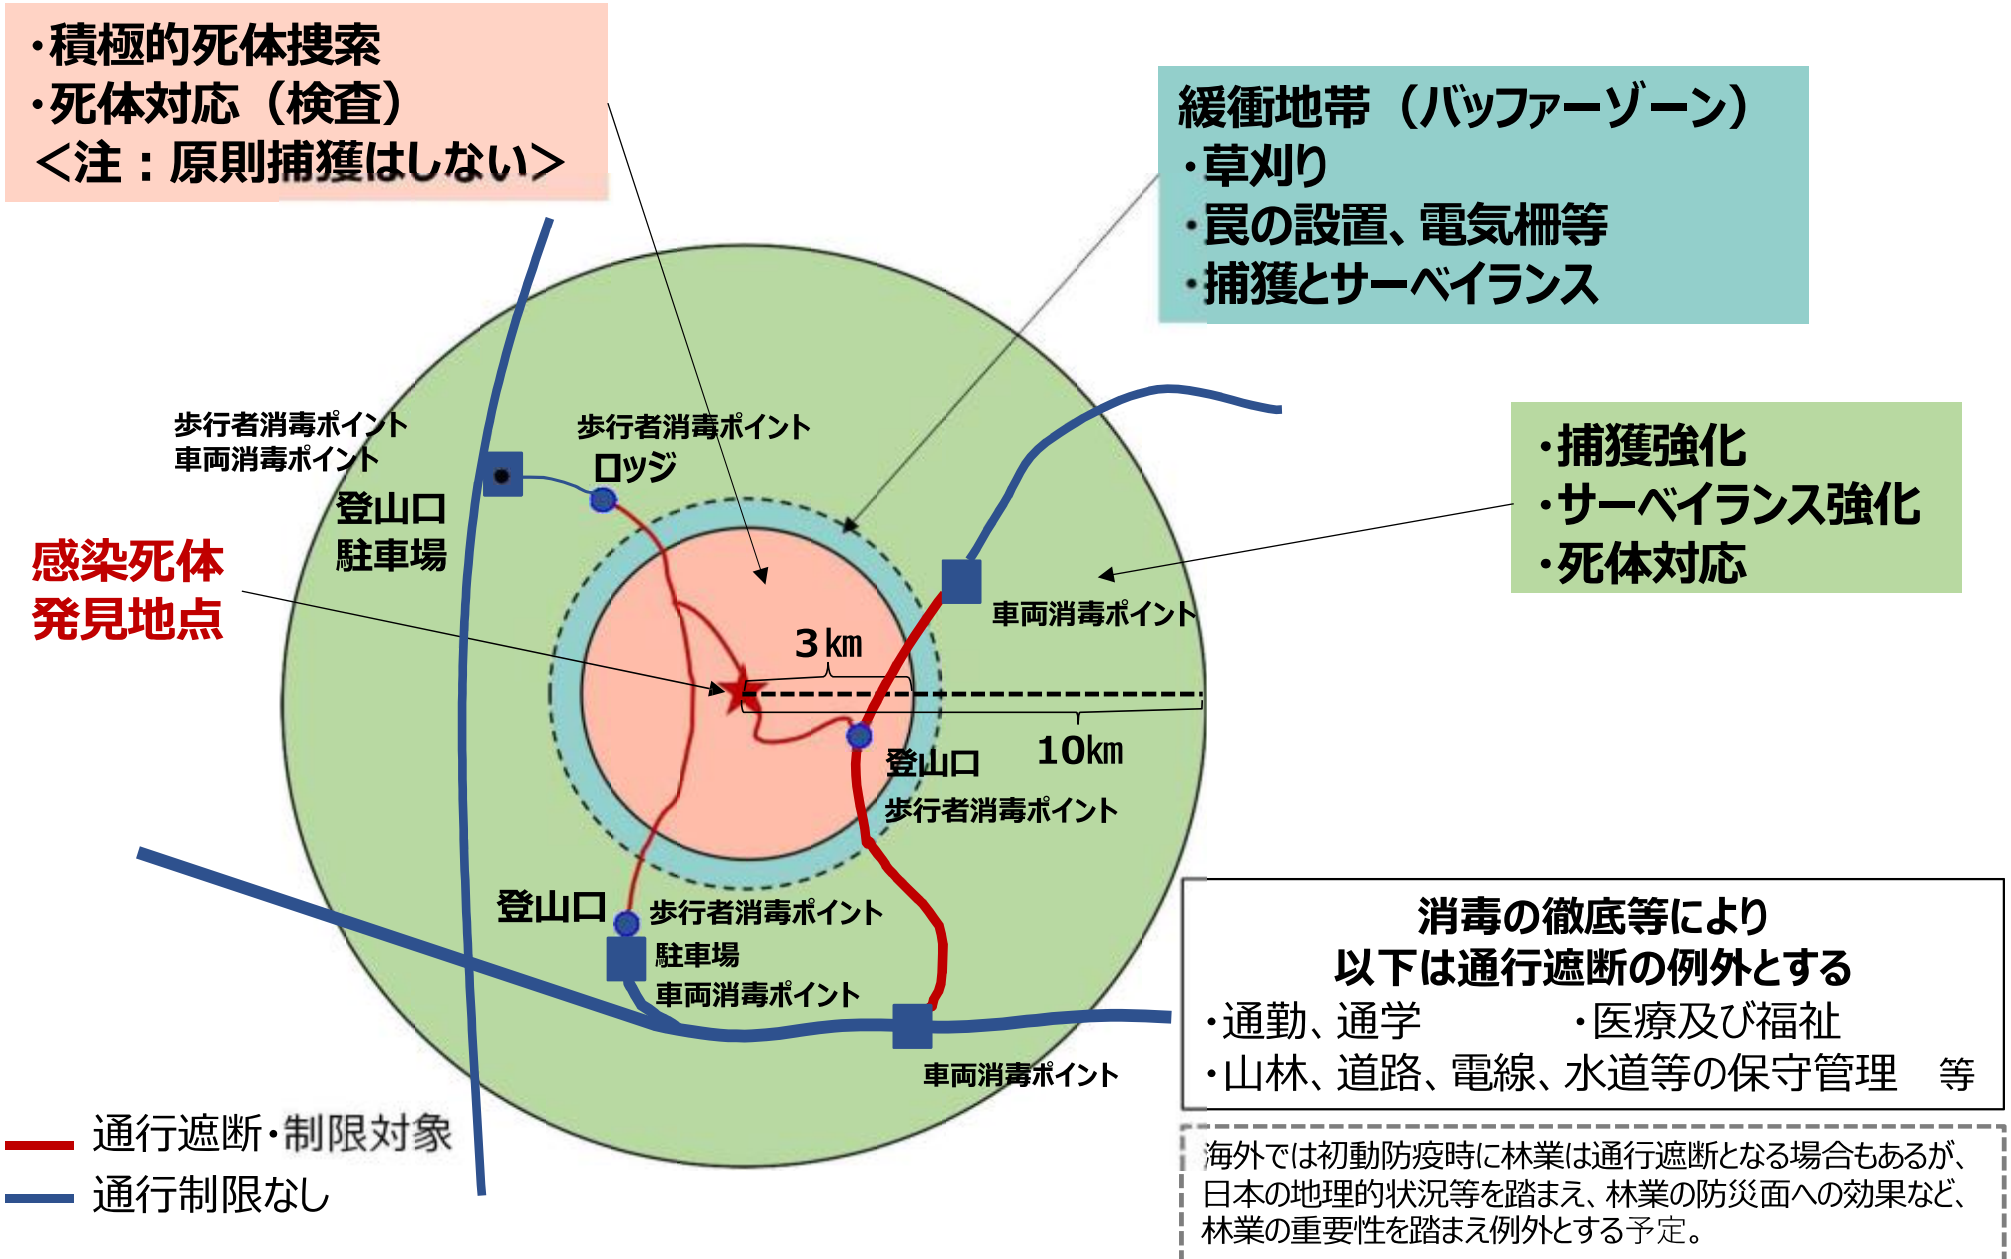 ・積極的死体捜索
・死体対応（検査）
＜注：原則捕獲はしない＞
緩衝地帯（バッファーゾーン）
・草刈り
・罠の設置、電気柵等
・捕獲とサーベイランス
・捕獲強化
・サーベイランス強化
・死体対応
歩行者消毒ポイント
車両消毒ポイント
登山口
駐車場
歩行者消毒ポイント
ロッジ
感染死体
発見地点
車両消毒ポイント
3㎞
10㎞
登山口
歩行者消毒ポイント
登山口
歩行者消毒ポイント
駐車場
車両消毒ポイント
車両消毒ポイント
消毒の徹底等により
以下は通行遮断の例外とする
・通勤、通学　・医療及び福祉
・山林、道路、電線、水道等の保守管理　等
海外では初動防疫時に林業は通行遮断となる場合もあるが、
日本の地理的状況等を踏まえ、林業の防災面への効果など、
林業の重要性を踏まえ例外とする予定。
通行遮断・制限対象
通行制限なし